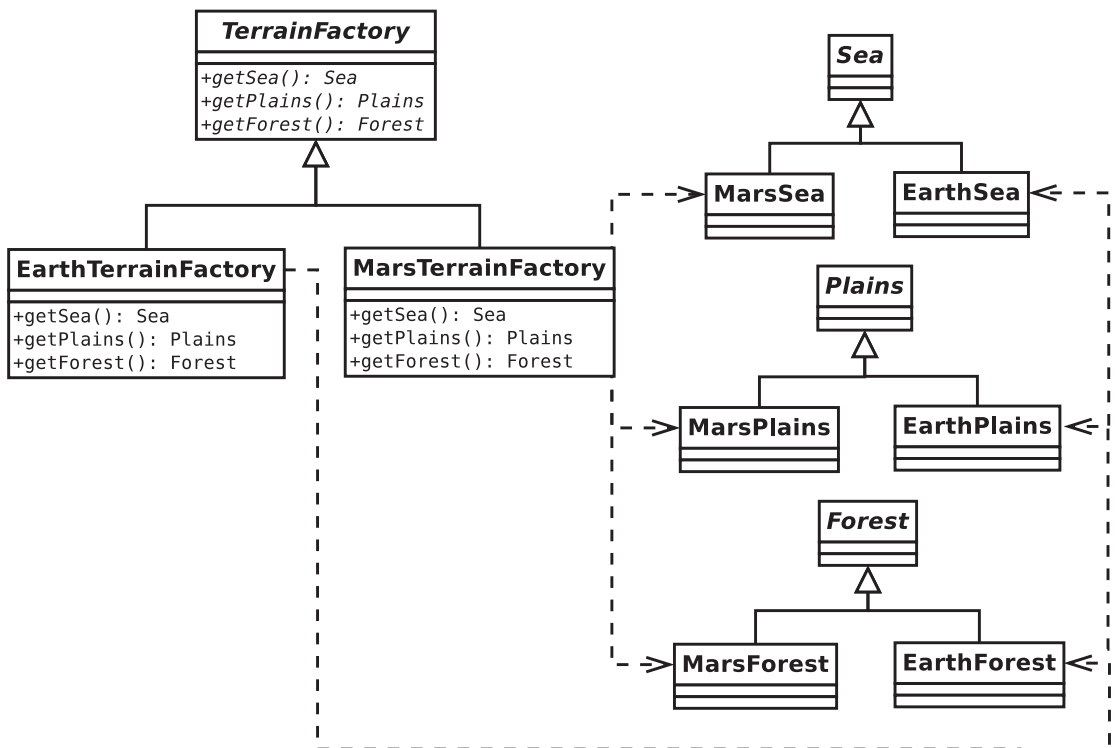 TerrainFactory
+getSea(): Sea
+getPlains(): Plains
+getForest(): Forest
EarthTerrainFactory
+getSea(): Sea
+getPlains(): Plains
+getForest(): Forest
MarsTerrainFactory
+getSea(): Sea
+getPlains(): Plains
+getForest(): Forest
Sea
MarsSea
EarthSea
Plains
MarsPlains
EarthPlains
Forest
MarsForest
EarthForest